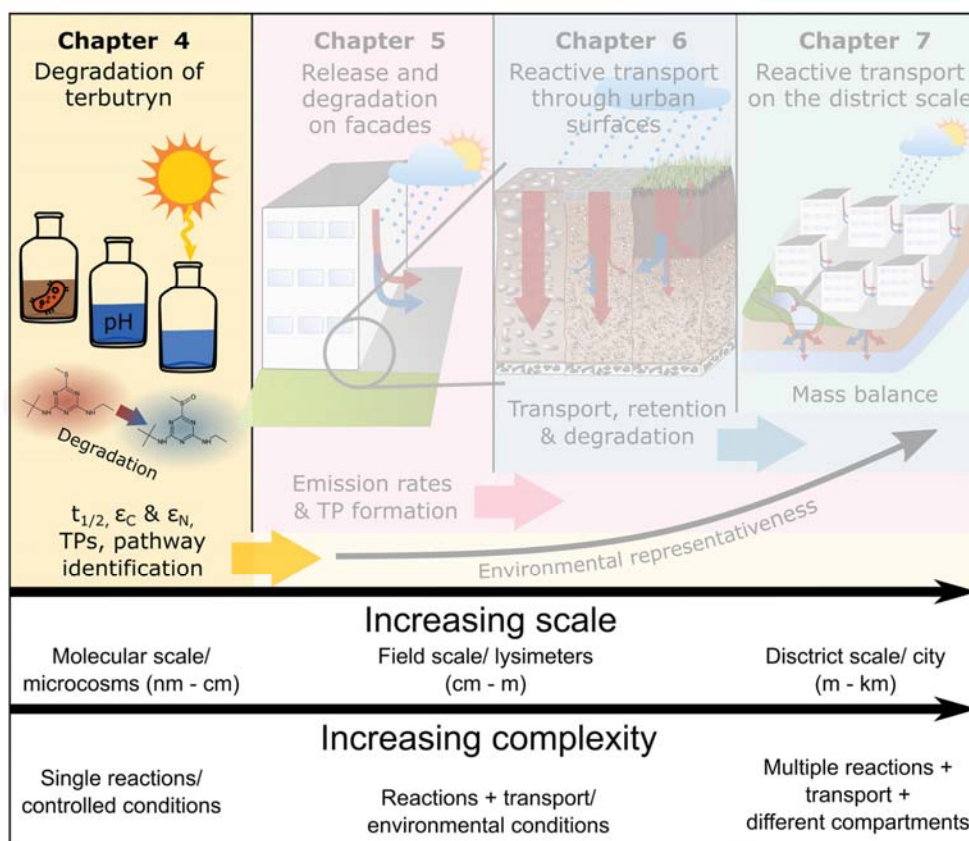 Chapter 4
Degradation of
terbutryn
pH
S
N
N
NH
N
NH
S
O
N
N
NH
N
NH
Degradation
t1/2, εC & εN,
TPs, pathway
identification
Chapter 5
Release and
degradation
on facades
Emission rates
& TP formation
Chapter 6
Reactive transport
through urban
surfaces
Transport, retention
& degradation
Chapter 7
Reactive transport
on the district scale
Mass balance
Environmental representativeness
Increasing scale
Molecular scale/
microcosms (nm - cm)
Field scale/ lysimeters
(cm - m)
Disctrict scale/ city
(m - km)
Increasing complexity
Single reactions/
controlled conditions
Reactions + transport/
environmental conditions
Multiple reactions +
transport +
different compartments